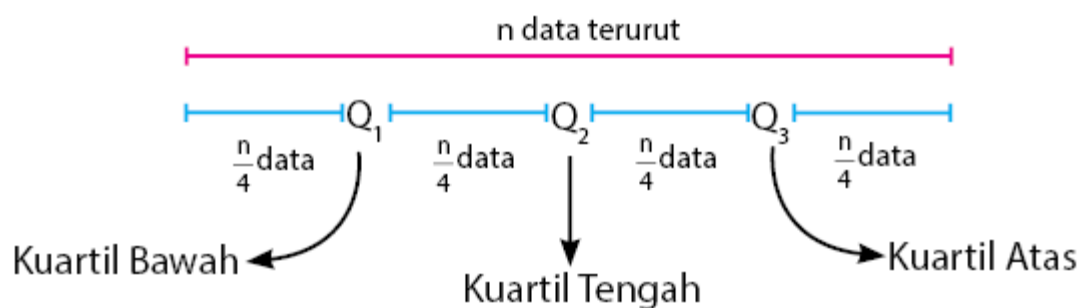 n data terurut
Q₁ Q₂ Q₃
n/4 data n/4 data n/4 data n/4 data
Kuartil Bawah
Kuartil Tengah
Kuartil Atas